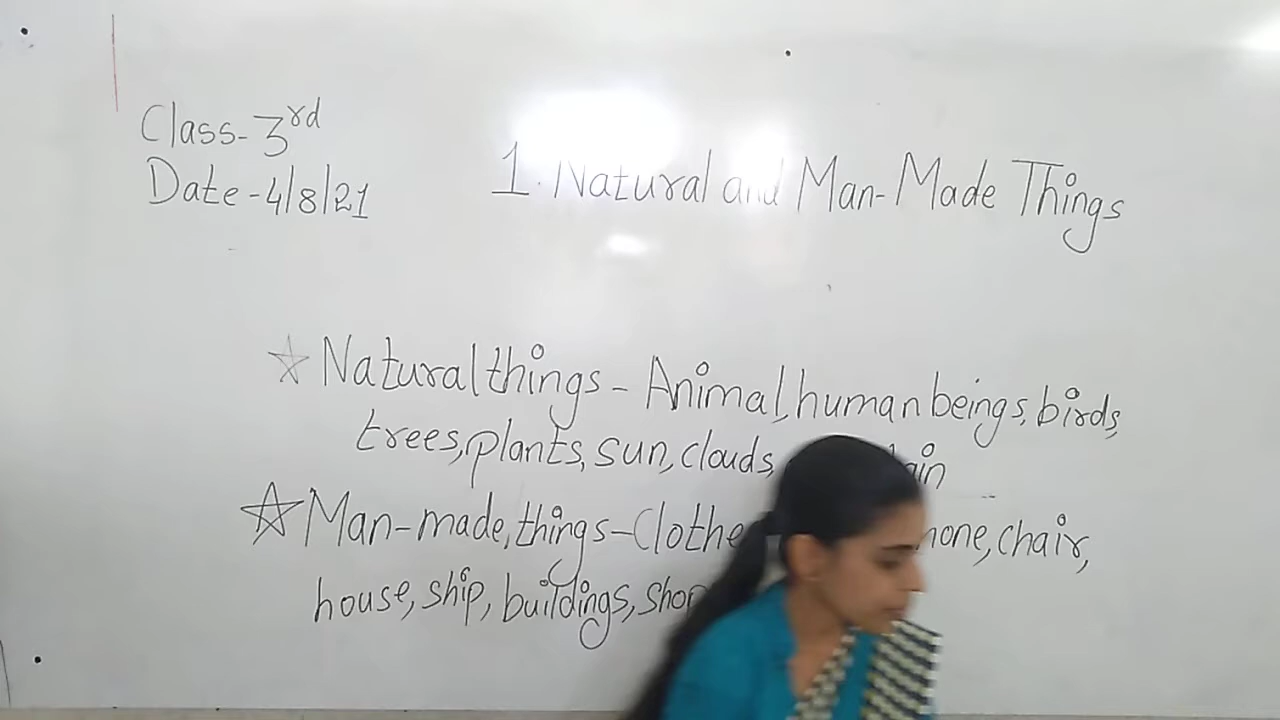 Class-3rd
Date-4/8/21
1. Natural and Man-Made Things
☆ Natural things - Animal, human beings, birds,
trees, plants, sun, clouds,
☆ Man-made, things - chair,
house, ship, buildings,